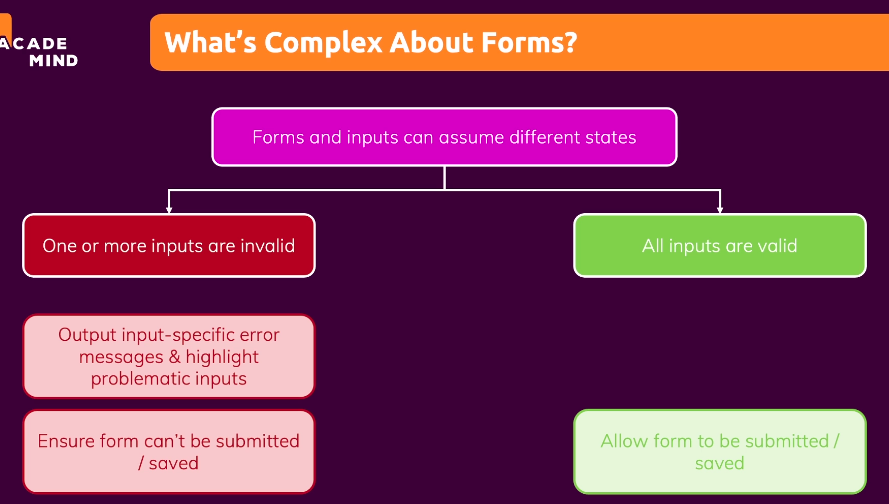 ACADE
MIND
What's Complex About Forms?
Forms and inputs can assume different states
One or more inputs are invalid
All inputs are valid
Output input-specific error
messages & highlight
problematic inputs
Ensure form can't be submitted
/ saved
Allow form to be submitted /
saved